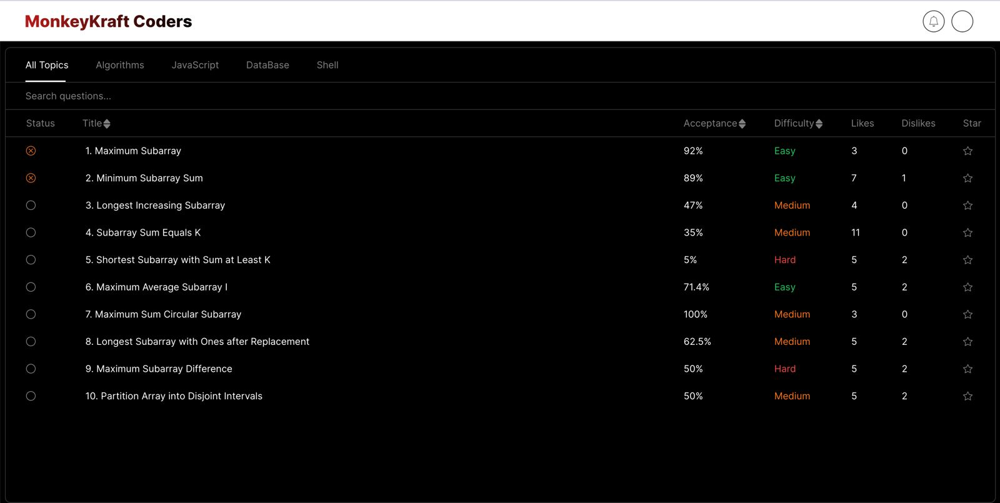 MonkeyKraft Coders
All Topics Algorithms JavaScript DataBase Shell
Search questions...
Status Title Acceptance Difficulty Likes Dislikes Star
1. Maximum Subarray 92% Easy 3 0
2. Minimum Subarray Sum 89% Easy 7 1
3. Longest Increasing Subarray 47% Medium 4 0
4. Subarray Sum Equals K 35% Medium 11 0
5. Shortest Subarray with Sum at Least K 5% Hard 5 2
6. Maximum Average Subarray I 71.4% Easy 5 2
7. Maximum Sum Circular Subarray 100% Medium 3 0
8. Longest Subarray with Ones after Replacement 62.5% Medium 5 2
9. Maximum Subarray Difference 50% Hard 5 2
10. Partition Array into Disjoint Intervals 50% Medium 5 2